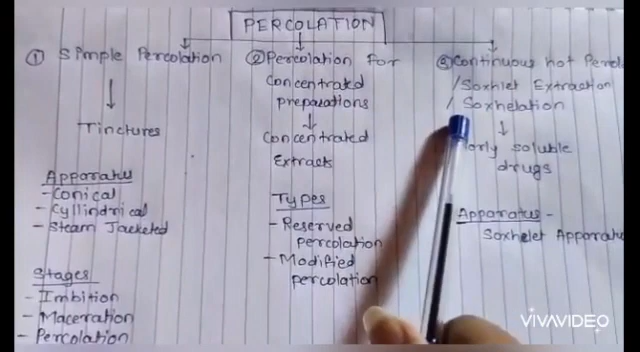 PERCOLATION
① Simple Percolation
↓
Tinctures
Apparatus
- Conical
- Cyllindrical
- Steam Jacketed
Stages
- Imbition
- Maceration
- Percolation
② Percolation For
Concentrated
preparations
↓
Concentrated
Extracts
Types
- Reserved
percolation
- Modified
percolation
③ Continuous hot
/ Soxhlet Extraction
/ Soxhelation
↓
soluble
drugs
Apparatus -
Soxhelet
VIVAVIDEO